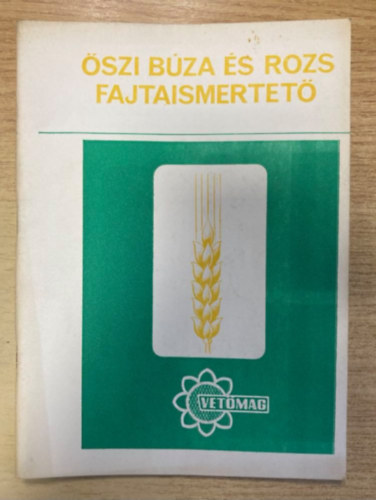 ŐSZI BÚZA ÉS ROZS
FAJTAISMERTETŐ
VETŐMAG